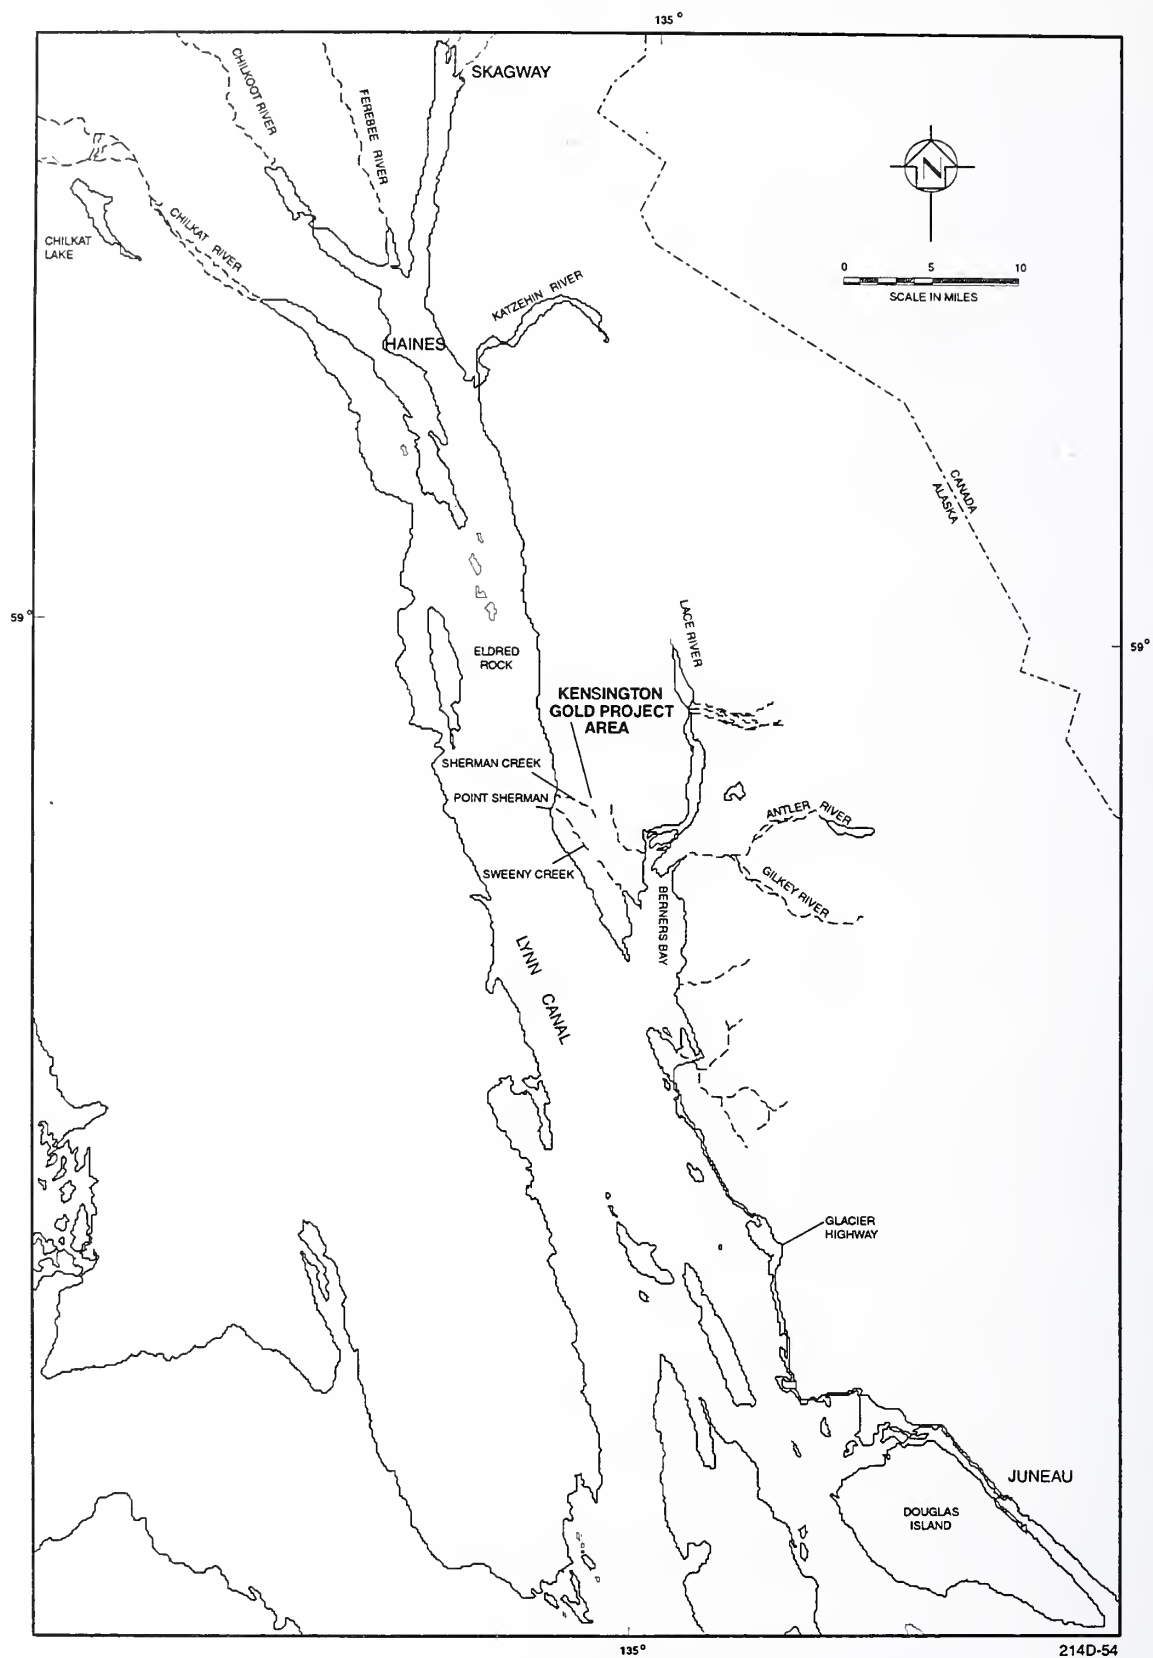 135°
SKAGWAY
CHILKOOT RIVER
FEREBEE RIVER
N
CHILKAT RIVER
CHILKAT
LAKE
0 5 10
SCALE IN MILES
KATZEHIN RIVER
HAINES
CANADA
ALASKA
59°
59°
LACE RIVER
ELDRED
ROCK
KENSINGTON
GOLD PROJECT
AREA
SHERMAN CREEK
POINT SHERMAN
ANTLER RIVER
SWEENY CREEK
GILKEY RIVER
BERNERS BAY
LYNN CANAL
GLACIER
HIGHWAY
JUNEAU
DOUGLAS
ISLAND
135°
214D-54